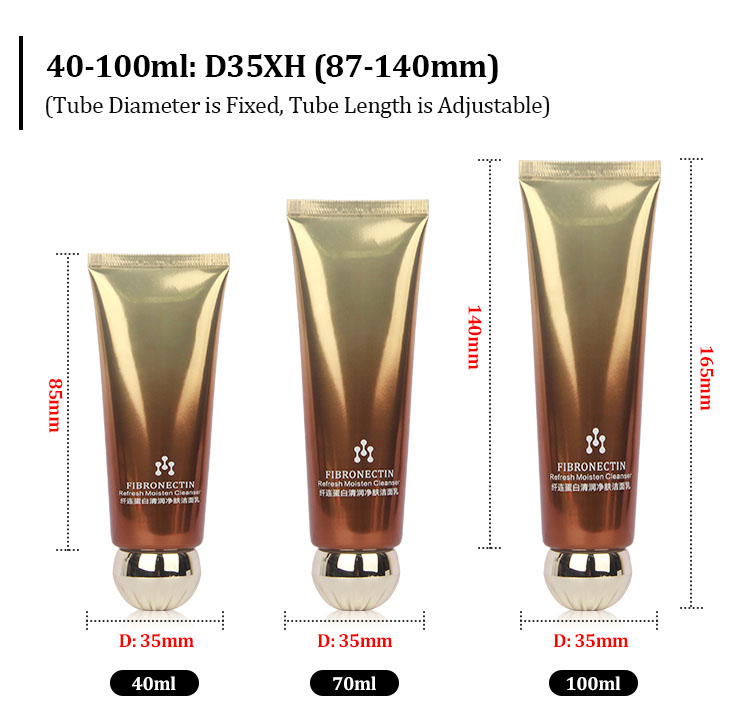 40-100ml: D35XH (87-140mm)
(Tube Diameter is Fixed, Tube Length is Adjustable)
85mm
140mm
165mm
FIBRONECTIN
Refresh Moisten Cleanser
纤连蛋白清润净肤洁面乳
FIBRONECTIN
Refresh Moisten Cleanser
纤连蛋白清润净肤洁面乳
FIBRONECTIN
Refresh Moisten Cleanser
纤连蛋白清润净肤洁面乳
D: 35mm
D: 35mm
D: 35mm
40ml
70ml
100ml